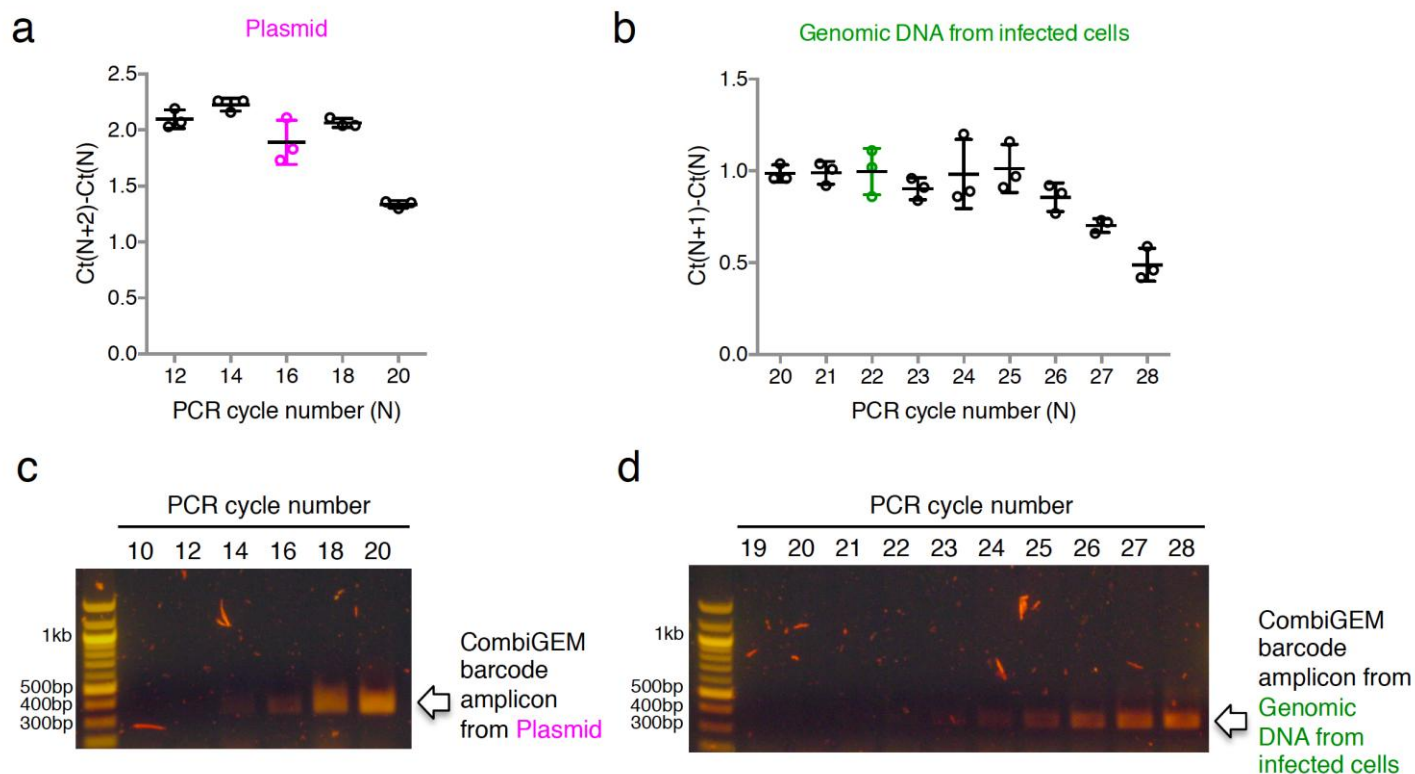 a
Plasmid
Ct(N+2)-Ct(N)
2.5
2.0
1.5
1.0
0.5
0.0
12 14 16 18 20
PCR cycle number (N)
b
Genomic DNA from infected cells
Ct(N+1)-Ct(N)
1.5
1.0
0.5
0.0
20 21 22 23 24 25 26 27 28
PCR cycle number (N)
c
PCR cycle number
10 12 14 16 18 20
1kb
500bp
400bp
300bp
CombiGEM
barcode
amplicon
from Plasmid
d
PCR cycle number
19 20 21 22 23 24 25 26 27 28
1kb
500bp
400bp
300bp
CombiGEM
barcode
amplicon from
Genomic
DNA from
infected cells